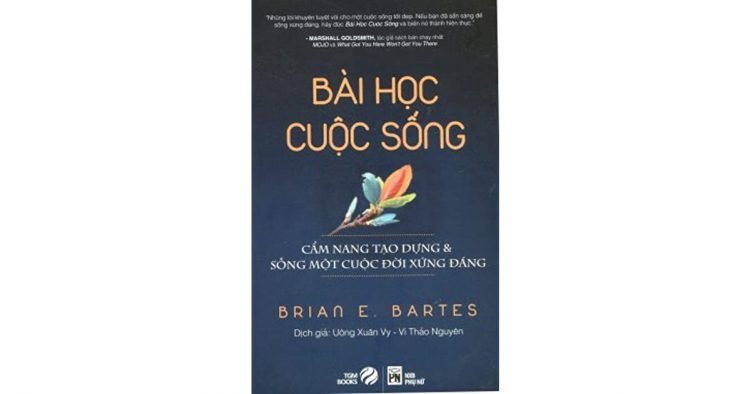 "Những lời khuyên tuyệt vời cho một cuộc sống tốt đẹp. Nếu bạn đã sẵn sàng để
sống xứng đáng, hãy đọc Bài Học Cuộc Sống và biến nó thành hiện thực."
- MARSHALL GOLDSMITH, tác giả sách bán chạy nhất
MOJO và What Got You Here Won't Get You There
BÀI HỌC
CUỘC SỐNG
CẨM NANG TẠO DỰNG &
SỐNG MỘT CUỘC ĐỜI XỨNG ĐÁNG
BRIAN E. BARTES
Dịch giả: Uông Xuân Vy - Vi Thảo Nguyên
TGM
BOOKS
PN
NXB
PHỤ NỮ